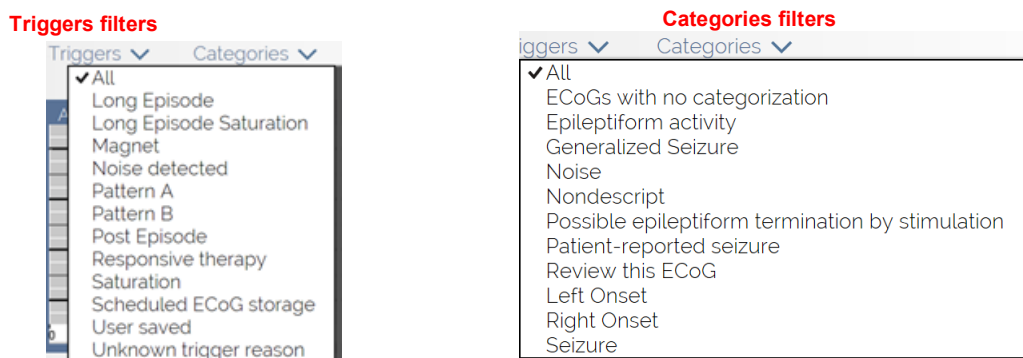 Triggers filters
Triggers
Categories
All
Long Episode
Long Episode Saturation
Magnet
Noise detected
Pattern A
Pattern B
Post Episode
Responsive therapy
Saturation
Scheduled ECoG storage
User saved
Unknown trigger reason
Categories filters
iggers
Categories
All
ECoGs with no categorization
Epileptiform activity
Generalized Seizure
Noise
Nondescript
Possible epileptiform termination by stimulation
Patient-reported seizure
Review this ECoG
Left Onset
Right Onset
Seizure